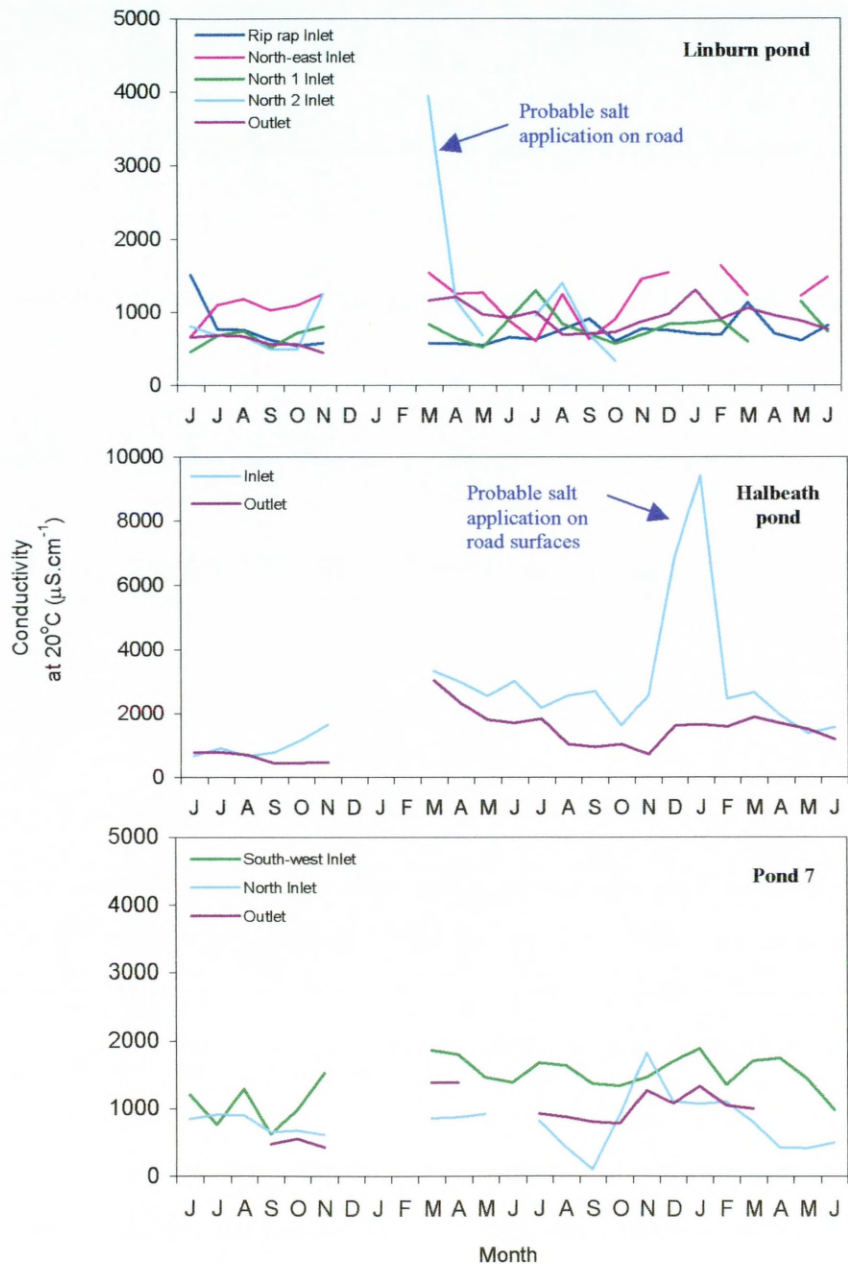 5000
4000
3000
2000
1000
0
Rip rap Inlet
North-east Inlet
North 1 Inlet
North 2 Inlet
Outlet
Linburn pond
Probable salt
application on road
J J A S O N D J F M A M J J A S O N D J F M A M J
10000
8000
6000
4000
2000
0
Inlet
Outlet
Halbeath
pond
Probable salt
application on
road surfaces
J J A S O N D J F M A M J J A S O N D J F M A M J
Conductivity
at 20°C (µS.cm⁻¹)
5000
4000
3000
2000
1000
0
South-west Inlet
North Inlet
Outlet
Pond 7
J J A S O N D J F M A M J J A S O N D J F M A M J
Month